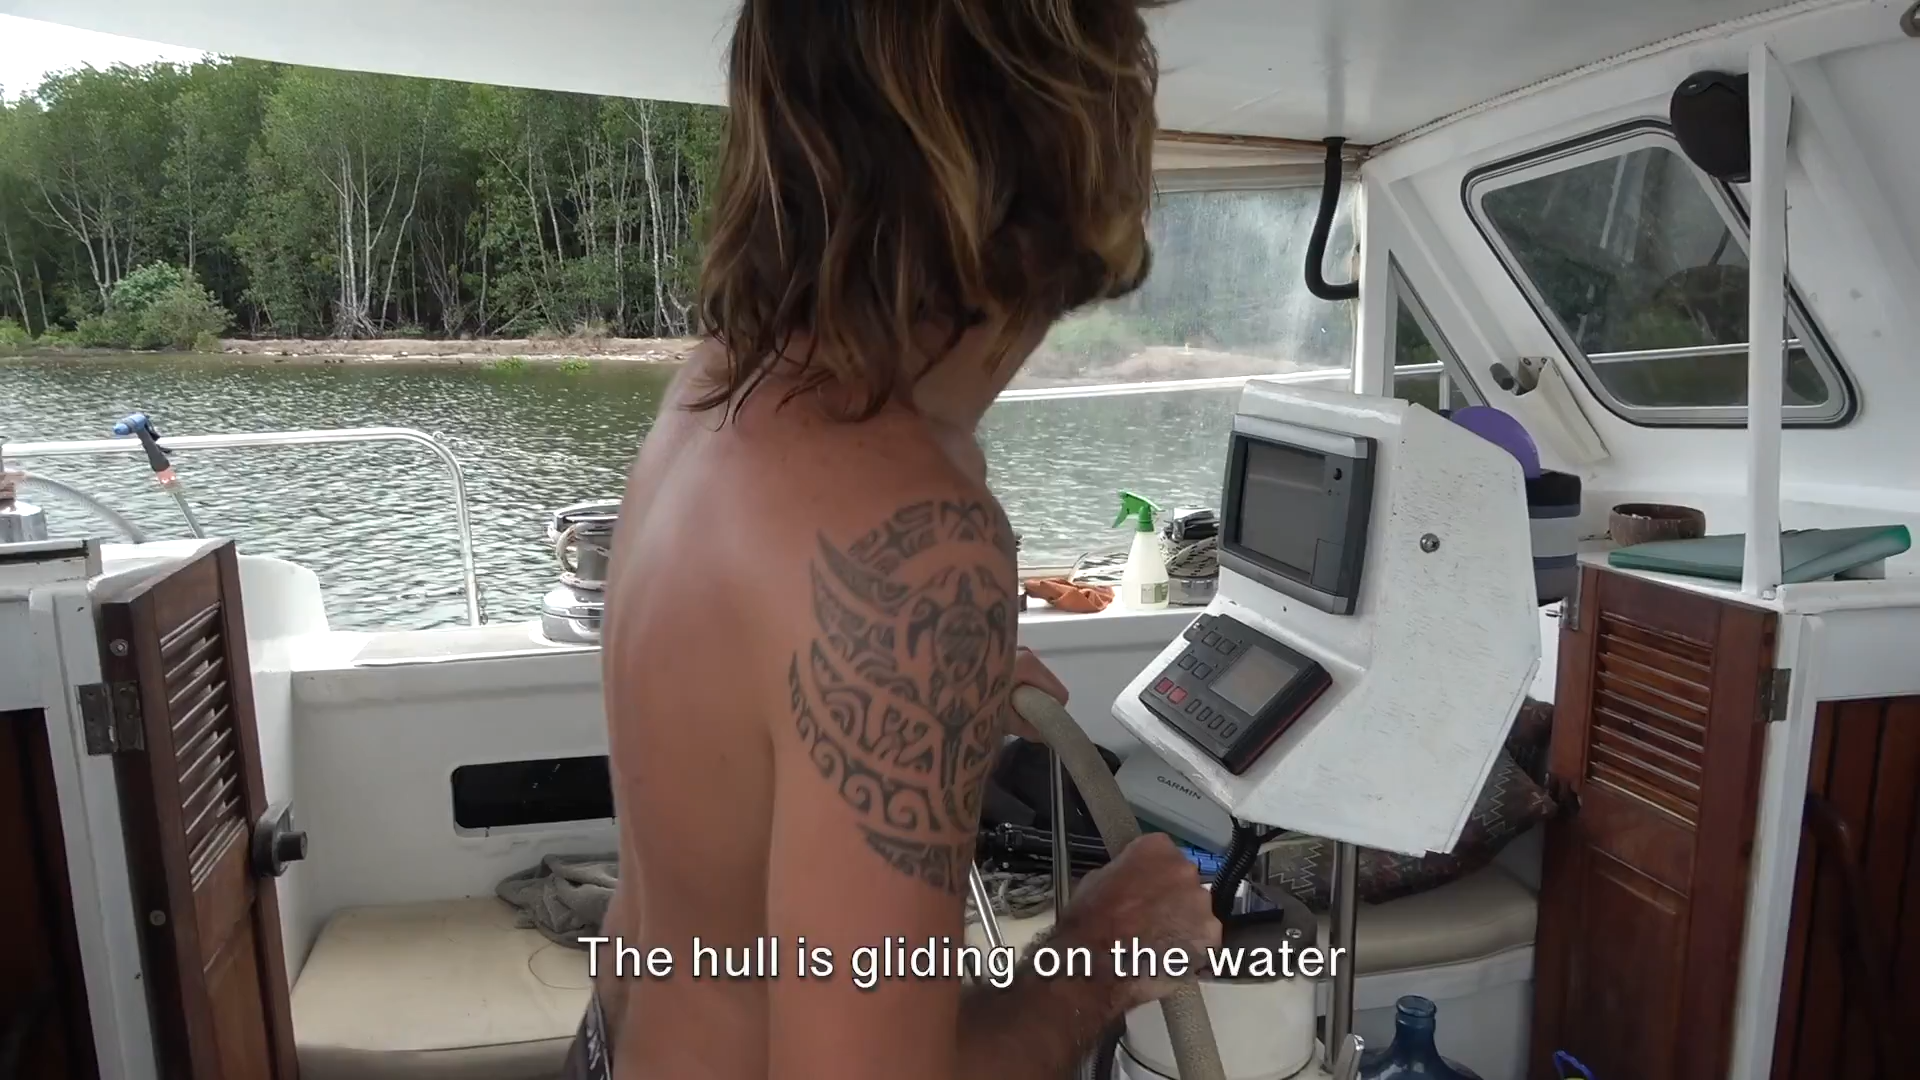 GARMIN
The hull is gliding on the water